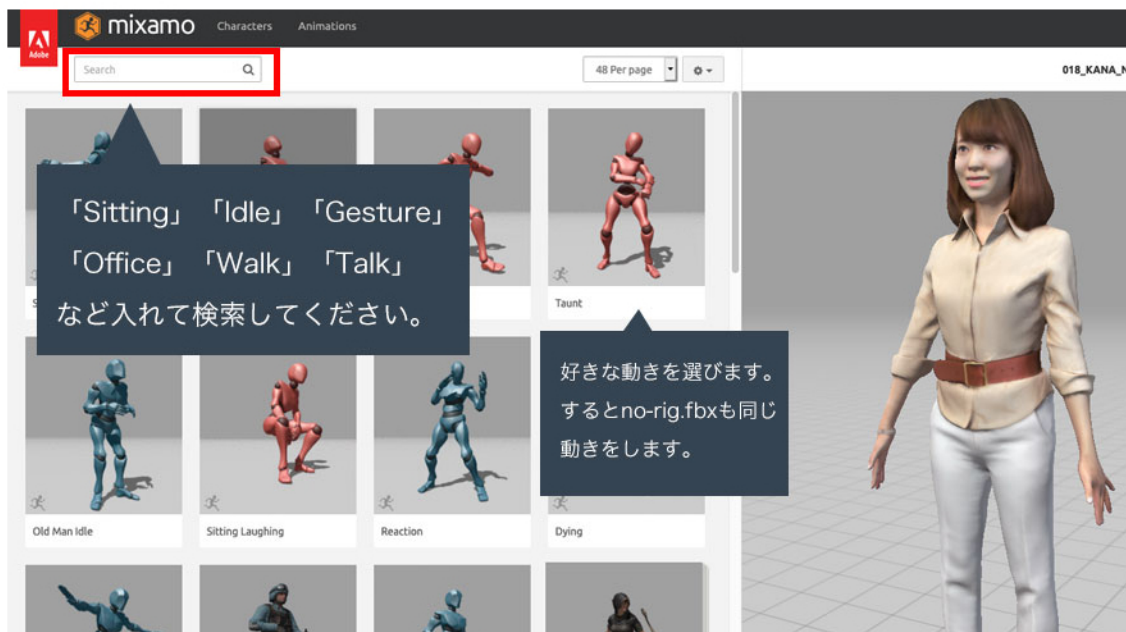 mixamo
Characters
Animations
Adobe
Search
48 Per page
018_KANA_N
「Sitting」「Idle」「Gesture」
「Office」「Walk」「Talk」
など入れて検索してください。
Taunt
好きな動きを選びます。
するとno-rig.fbxも同じ
動きをします。
Old Man Idle
Sitting Laughing
Reaction
Dying